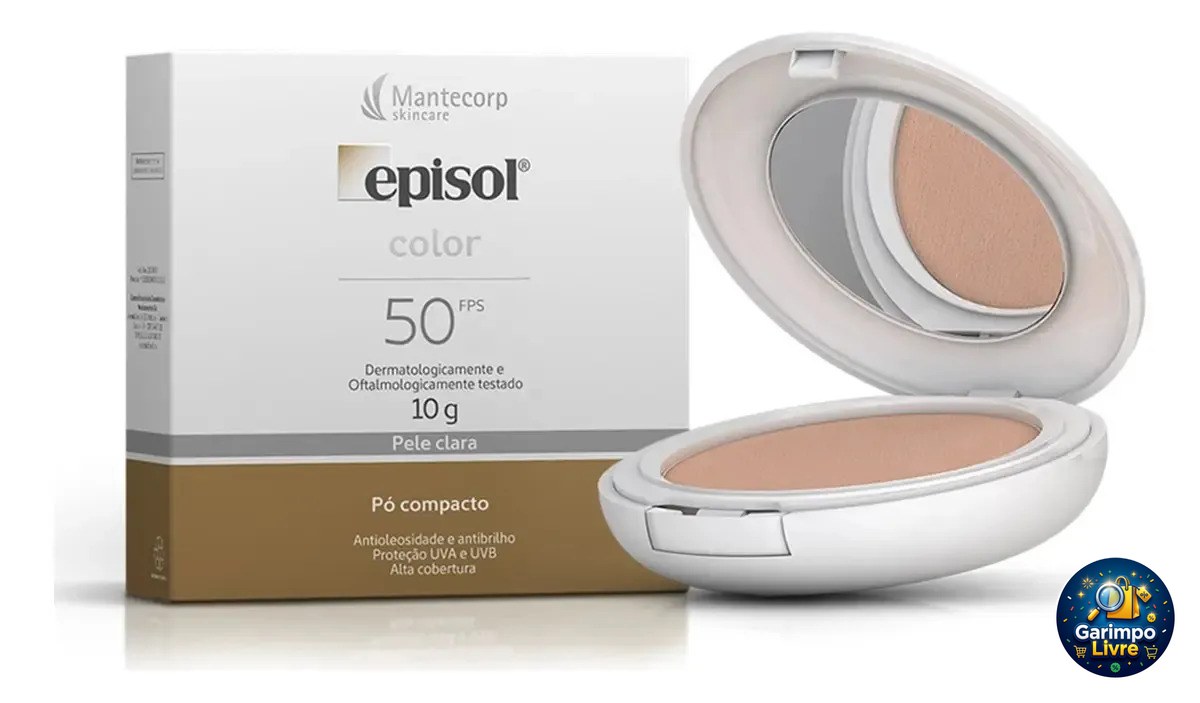 Mantecorp
skincare
episol®
color
50 FPS
Dermatologicamente e
Oftalmologicamente testado
10 g
Pele clara
Pó compacto
Antioleosidade e antibrilho
Proteção UVA e UVB
Alta cobertura
Garimpo
Livre